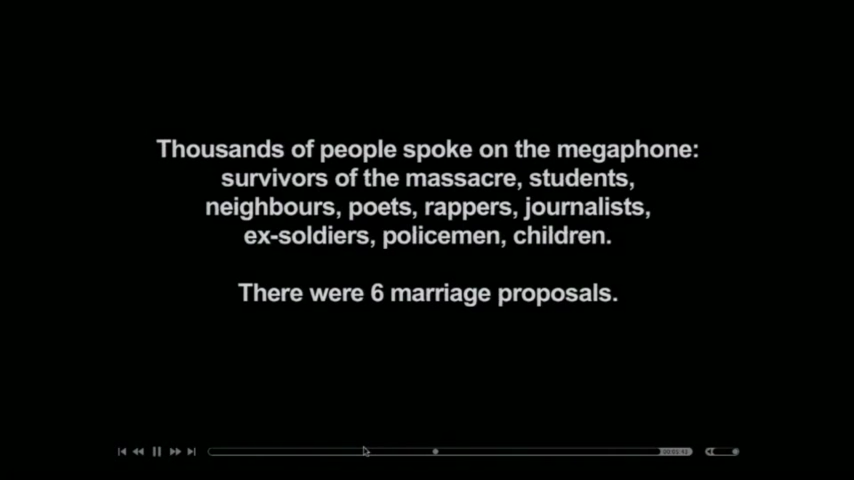 Thousands of people spoke on the megaphone:
survivors of the massacre, students,
neighbours, poets, rappers, journalists,
ex-soldiers, policemen, children.
There were 6 marriage proposals.